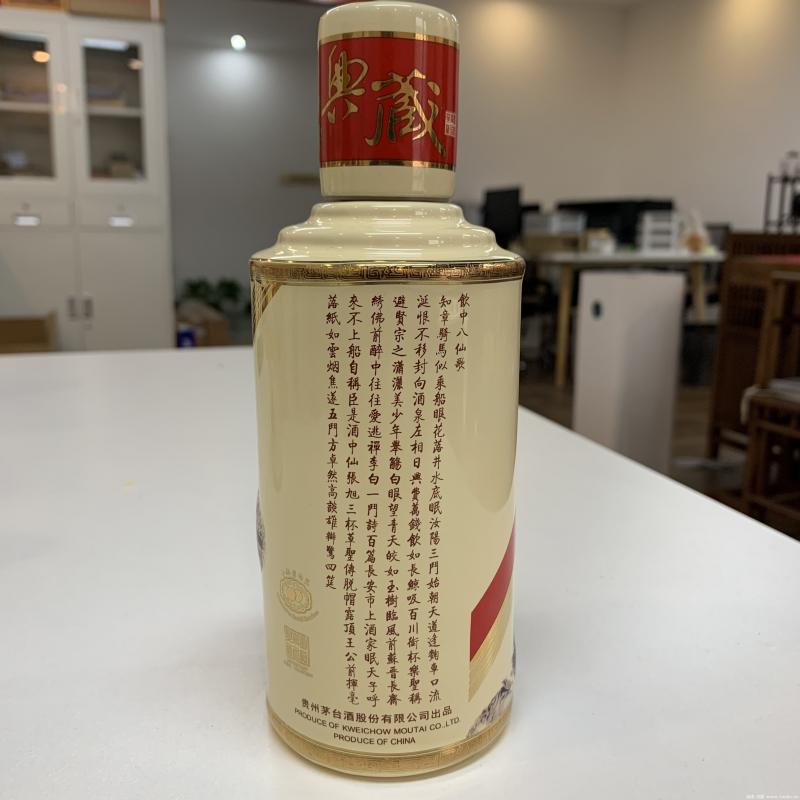 典藏
飲中八仙歌
知章騎馬似乘船眼花落井水底眠汝陽三門始朝天道逢麴車口流
涎恨不移封向酒泉左相日興費萬錢飲如長鯨吸百川銜杯樂聖稱
避賢宗之瀟灑美少年舉觴白眼望青天皎如玉樹臨風前蘇晉長齋
綉佛前醉中往往愛逃禪李白一門詩百篇長安市上酒家眠天子呼
來不上船自稱臣是酒中仙張旭三杯草聖傳脫帽露頂王公前揮毫
落紙如雲烟焦遂五門方卓然高談雄辯驚四筵
贵州茅台酒股份有限公司出品
PRODUCE OF KWEICHOW MOUTAI CO.,LTD.
PRODUCE OF CHINA